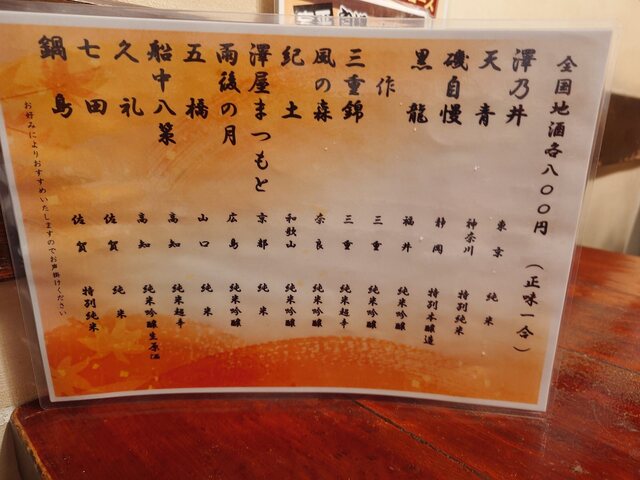 全国地酒各八〇〇円 （正味一合）
澤乃井 東京 純米
天青 神奈川 特別純米
磯自慢 静岡 特別本醸造
黒龍 福井 純米吟醸
作 三重 純米吟醸
三重錦 三重 純米超辛
風の森 奈良 純米吟醸
紀土 和歌山 純米吟醸
澤屋まつもと 京都 純米
雨後の月 広島 純米吟醸
五橋 山口 純米
船中八策 高知 純米超辛
久礼 高知 純米吟醸生原酒
七田 佐賀 純米
鍋島 佐賀 特別純米
お好みによりおすすめいたしますのでお声掛けください